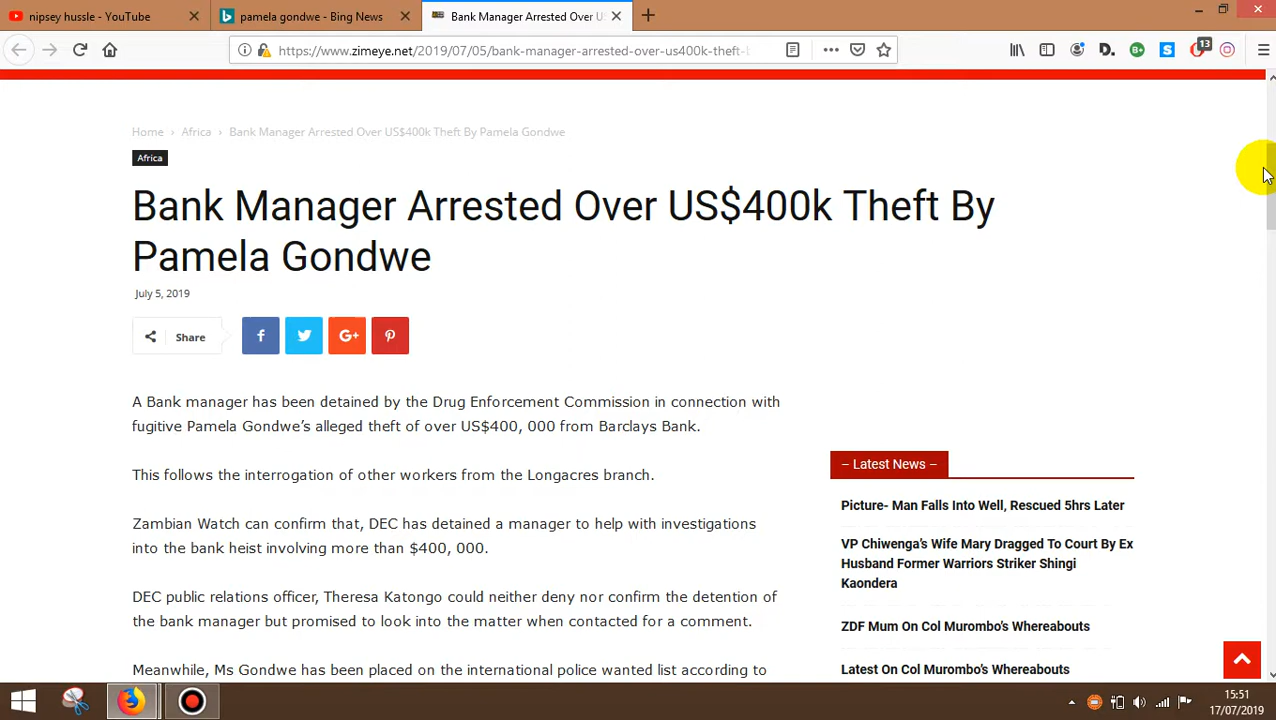 nipsey hussle - YouTube
pamela gondwe - Bing News
Bank Manager Arrested Over U
https://www.zimeye.net/2019/07/05/bank-manager-arrested-over-us400k-theft-
13
Home › Africa › Bank Manager Arrested Over US$400k Theft By Pamela Gondwe
Africa
Bank Manager Arrested Over US$400k Theft By
Pamela Gondwe
July 5, 2019
Share
A Bank manager has been detained by the Drug Enforcement Commission in connection with
fugitive Pamela Gondwe’s alleged theft of over US$400, 000 from Barclays Bank.
This follows the interrogation of other workers from the Longacres branch.
Zambian Watch can confirm that, DEC has detained a manager to help with investigations
into the bank heist involving more than $400, 000.
DEC public relations officer, Theresa Katongo could neither deny nor confirm the detention of
the bank manager but promised to look into the matter when contacted for a comment.
Meanwhile, Ms Gondwe has been placed on the international police wanted list according to
– Latest News –
Picture- Man Falls Into Well, Rescued 5hrs Later
VP Chiwenga’s Wife Mary Dragged To Court By Ex
Husband Former Warriors Striker Shingi
Kaondera
ZDF Mum On Col Murombo’s Whereabouts
Latest On Col Murombo’s Whereabouts
15:51
17/07/2019